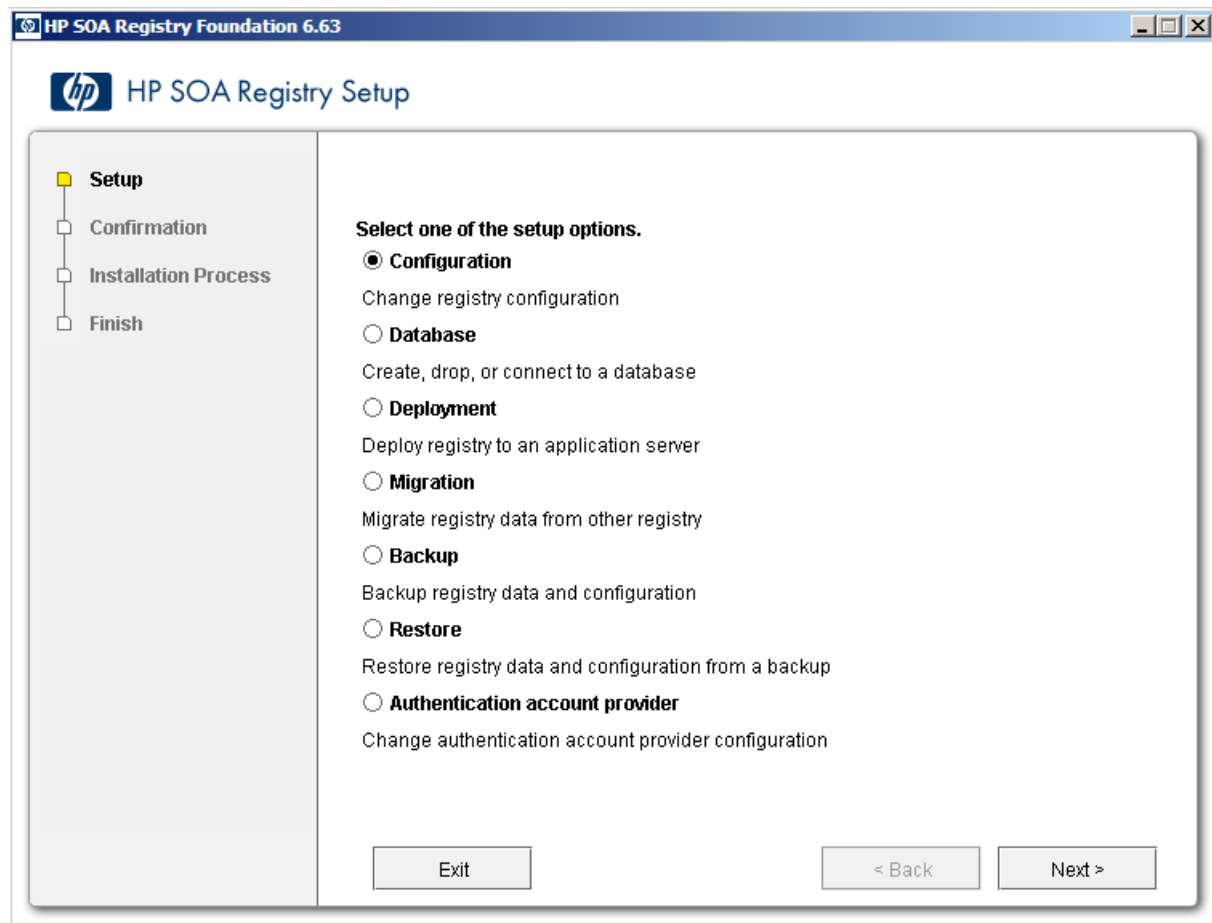 HP SOA Registry Foundation 6.63
hp HP SOA Registry Setup
Setup
Confirmation
Installation Process
Finish
Select one of the setup options.
Configuration
Change registry configuration
Database
Create, drop, or connect to a database
Deployment
Deploy registry to an application server
Migration
Migrate registry data from other registry
Backup
Backup registry data and configuration
Restore
Restore registry data and configuration from a backup
Authentication account provider
Change authentication account provider configuration
Exit
< Back
Next >